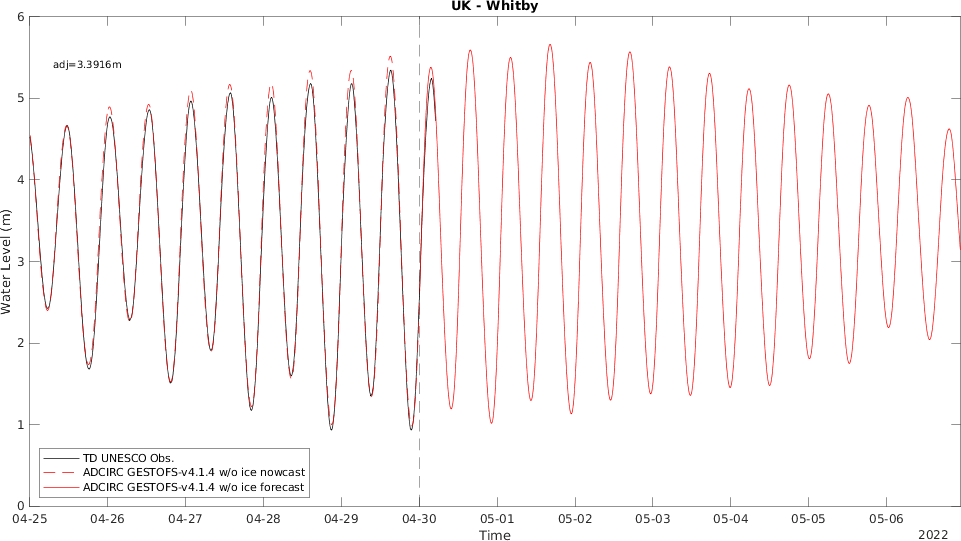 UK - Whitby
adj=3.3916m
Water Level (m)
6
5
4
3
2
1
0
TD UNESCO Obs.
ADCIRC GESTOFS-v4.1.4 w/o ice nowcast
ADCIRC GESTOFS-v4.1.4 w/o ice forecast
04-25 04-26 04-27 04-28 04-29 04-30 05-01 05-02 05-03 05-04 05-05 05-06
Time
2022